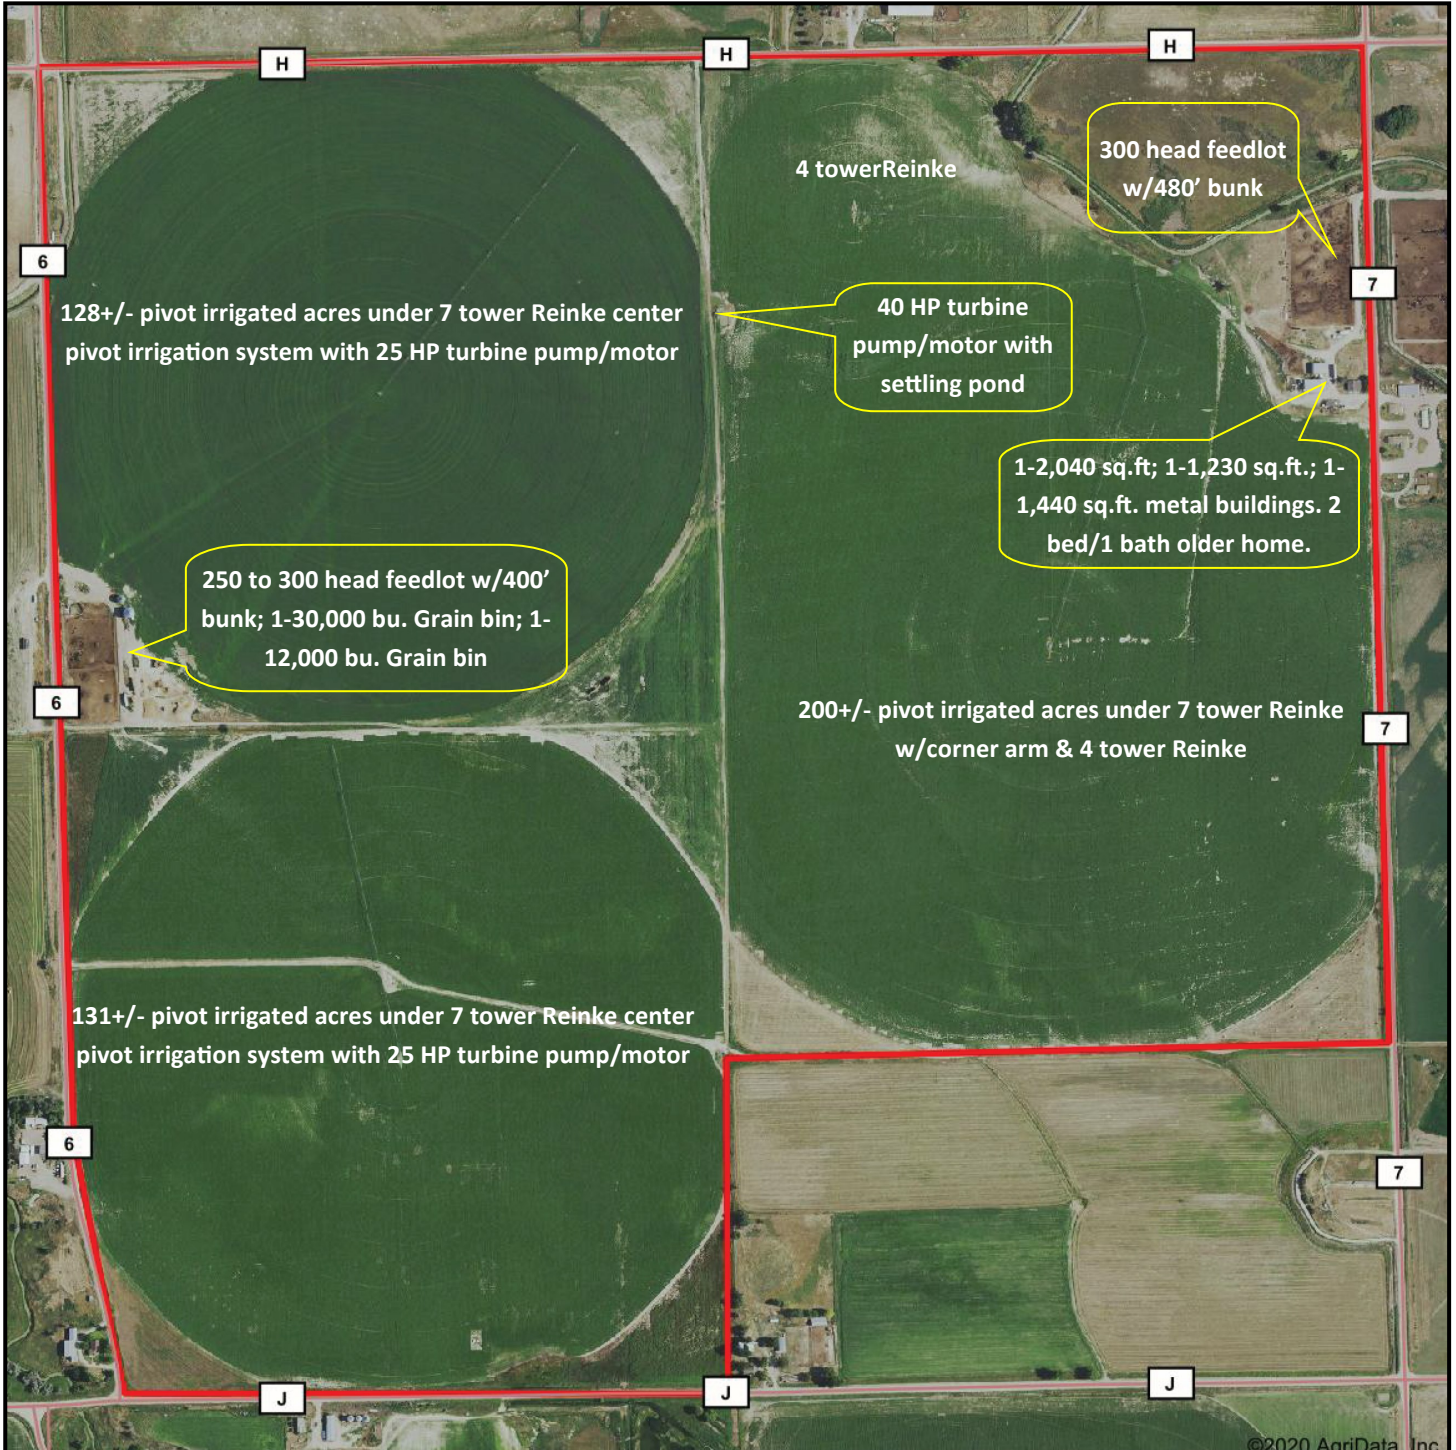 H
H
H
4 towerReinke
300 head feedlot
w/480’ bunk
6
7
128+/- pivot irrigated acres under 7 tower Reinke center
pivot irrigation system with 25 HP turbine pump/motor
40 HP turbine
pump/motor with
settling pond
1-2,040 sq.ft; 1-1,230 sq.ft.; 1-
1,440 sq.ft. metal buildings. 2
bed/1 bath older home.
250 to 300 head feedlot w/400’
bunk; 1-30,000 bu. Grain bin; 1-
12,000 bu. Grain bin
6
200+/- pivot irrigated acres under 7 tower Reinke
w/corner arm & 4 tower Reinke
7
131+/- pivot irrigated acres under 7 tower Reinke center
pivot irrigation system with 25 HP turbine pump/motor
6
7
J
J
J
©2020 AgriData, Inc.